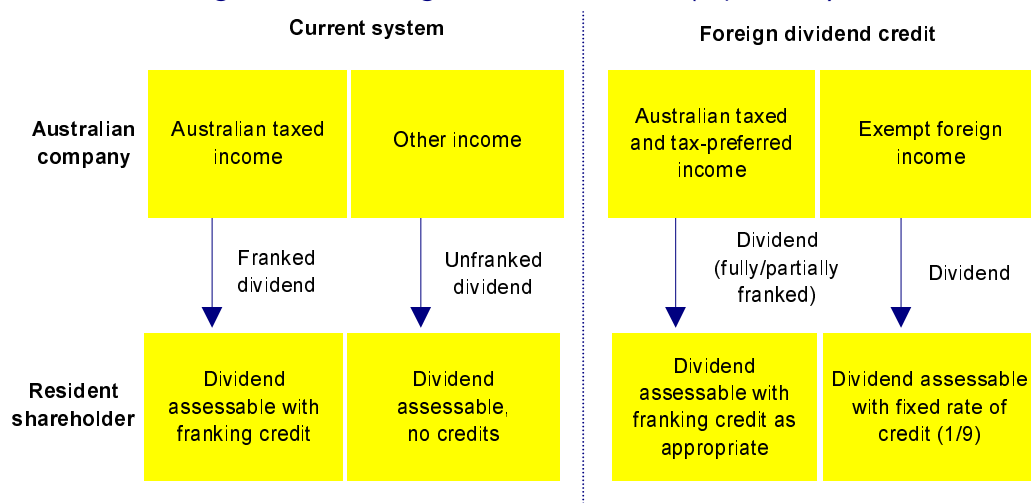 Current system
Foreign dividend credit
Australian
company
Australian taxed
income
Other income
Australian taxed
and tax-preferred
income
Exempt foreign
income
Franked
dividend
Unfranked
dividend
Dividend
(fully/partially
franked)
Dividend
Resident
shareholder
Dividend
assessable with
franking credit
Dividend
assessable,
no credits
Dividend
assessable with
franking credit as
appropriate
Dividend assessable
with fixed rate of
credit (1/9)